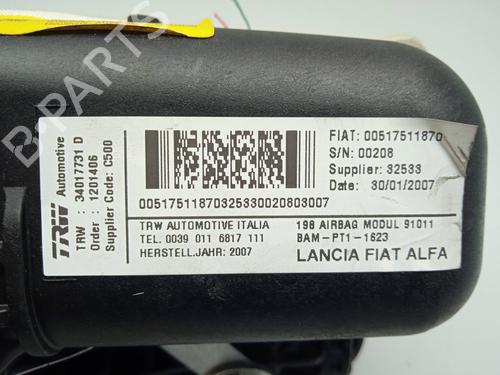 B-PARTS
TRW Automotive
TRW : 34017731 D
Order : 1201406
Supplier Code: C500
FIAT: 00517511870
S/N: 00208
Supplier: 32533
Date: 30/01/2007
00517511870325330020803007
TRW AUTOMOTIVE ITALIA
TEL. 0039 011 6817 111
HERSTELL.JAHR: 2007
198 AIRBAG MODUL 91011
BAM-PT1-1623
LANCIA FIAT ALFA